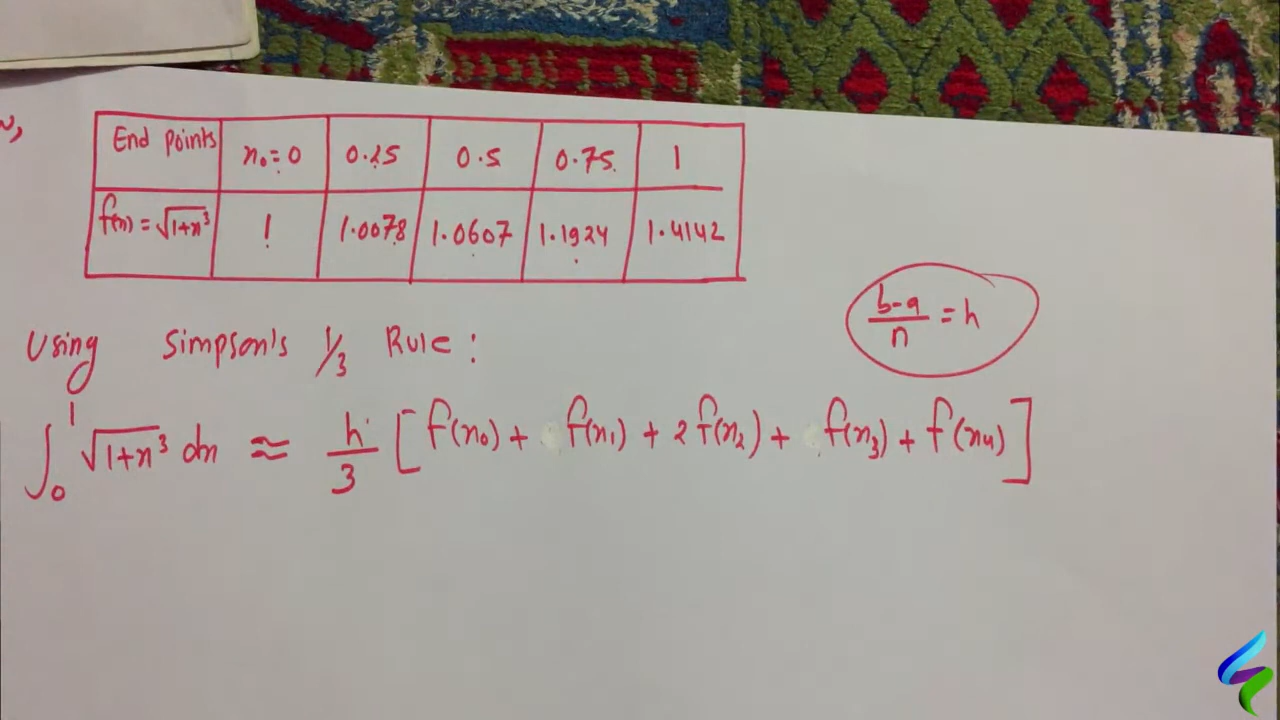 End points x₀=0 0.25 0.5 0.75 1
f(x)=√1+x³ 1 1.0078 1.0607 1.1924 1.4142
b-a/n = h
Using Simpson's 1/3 Rule:
∫₀¹ √1+x³ dx ≈ h/3 [f(x₀) + f(x₁) + 2f(x₂) + f(x₃) + f(x₄)]